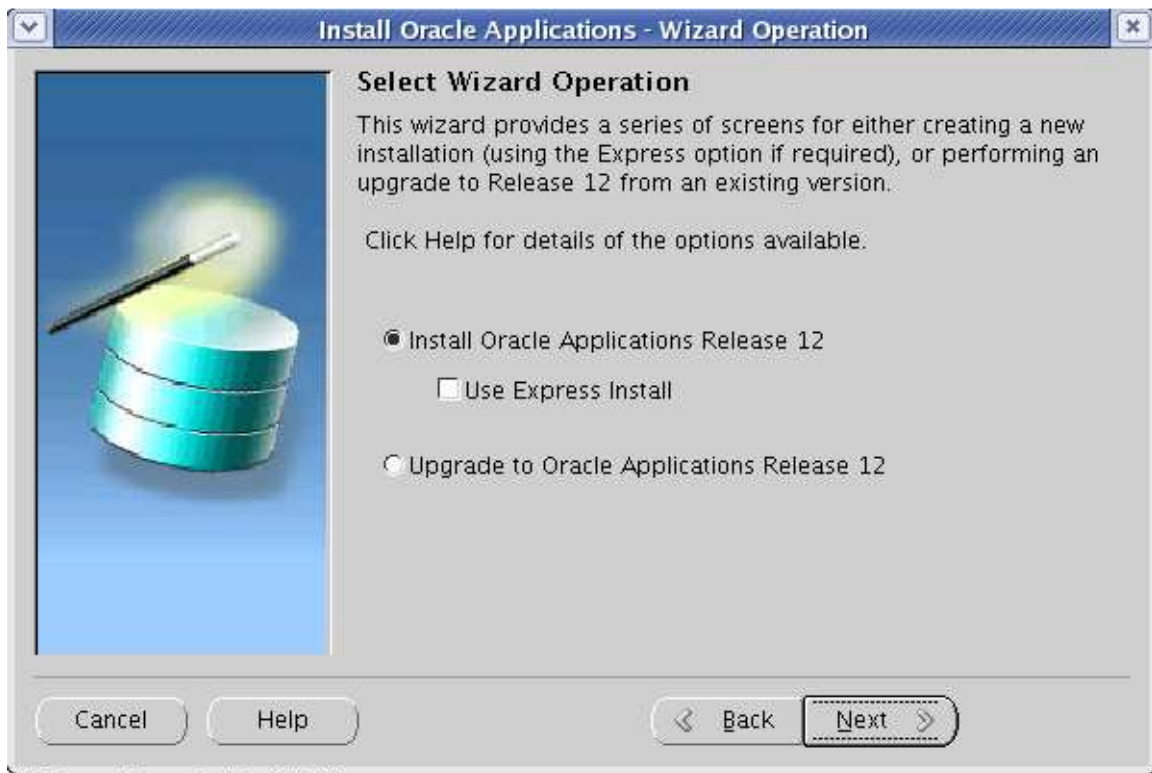 Install Oracle Applications - Wizard Operation
Select Wizard Operation
This wizard provides a series of screens for either creating a new
installation (using the Express option if required), or performing an
upgrade to Release 12 from an existing version.
Click Help for details of the options available.
Install Oracle Applications Release 12
Use Express Install
Upgrade to Oracle Applications Release 12
Cancel Help Back Next